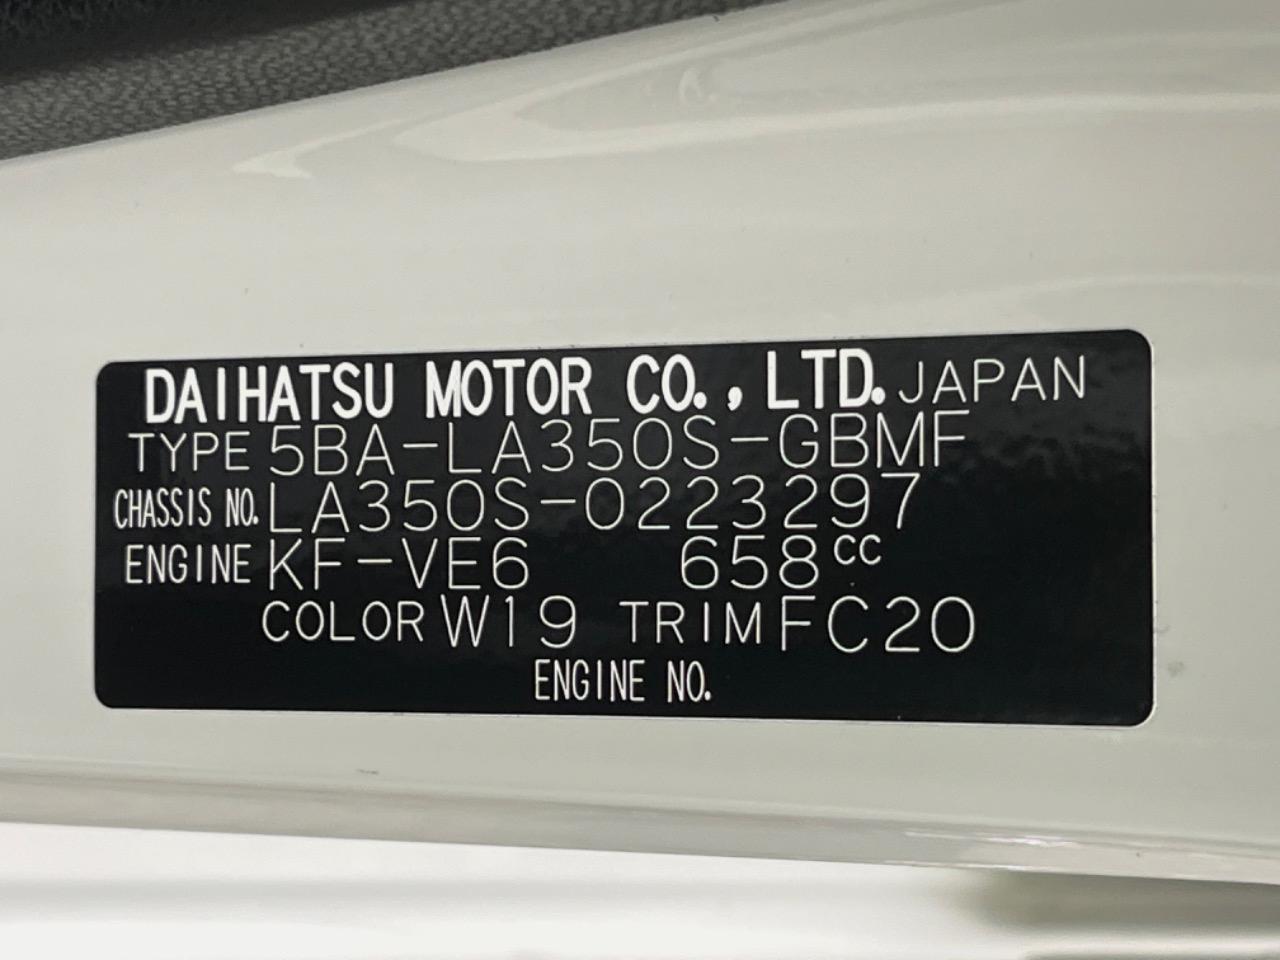 DAIHATSU MOTOR CO., LTD. JAPAN
TYPE 5BA-LA350S-GBMF
CHASSIS NO. LA350S-0223297
ENGINE KF-VE6 658cc
COLOR W19 TRIM FC20
ENGINE NO.